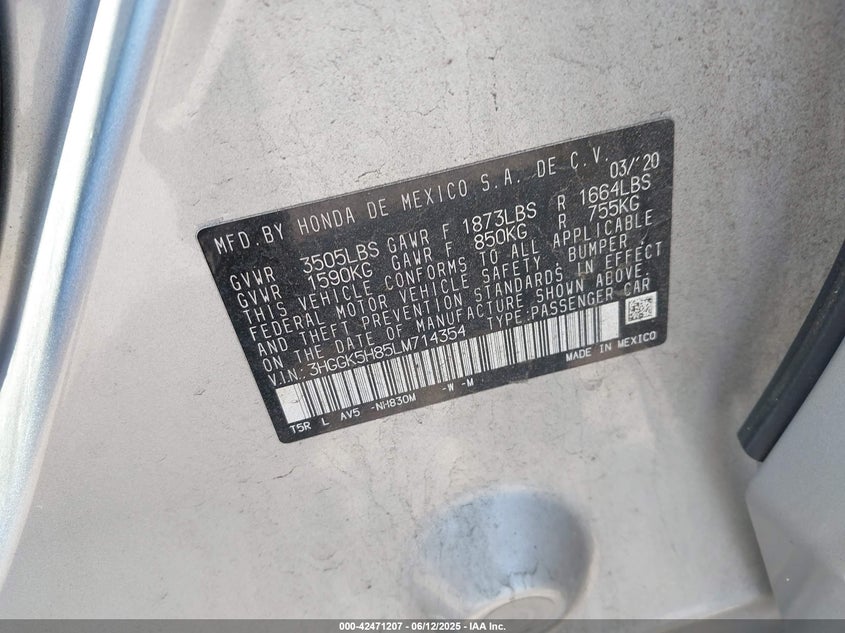 MFD. BY HONDA DE MEXICO S.A. DE C.V. 03/'20
GVWR 3505LBS GAWR F 1873LBS R 1664LBS
GVWR 1590KG GAWR F 850KG R 755KG
THIS VEHICLE CONFORMS TO ALL APPLICABLE
FEDERAL MOTOR VEHICLE SAFETY, BUMPER,
AND THEFT PREVENTION STANDARDS IN EFFECT
ON THE DATE OF MANUFACTURE SHOWN ABOVE.
V.I.N.: 3HGGK5H85LM714354 TYPE:PASSENGER CAR
T5R L AV5 -NH830M -W -M MADE IN MEXICO
000-42471207 - 06/12/2025 - IAA Inc.